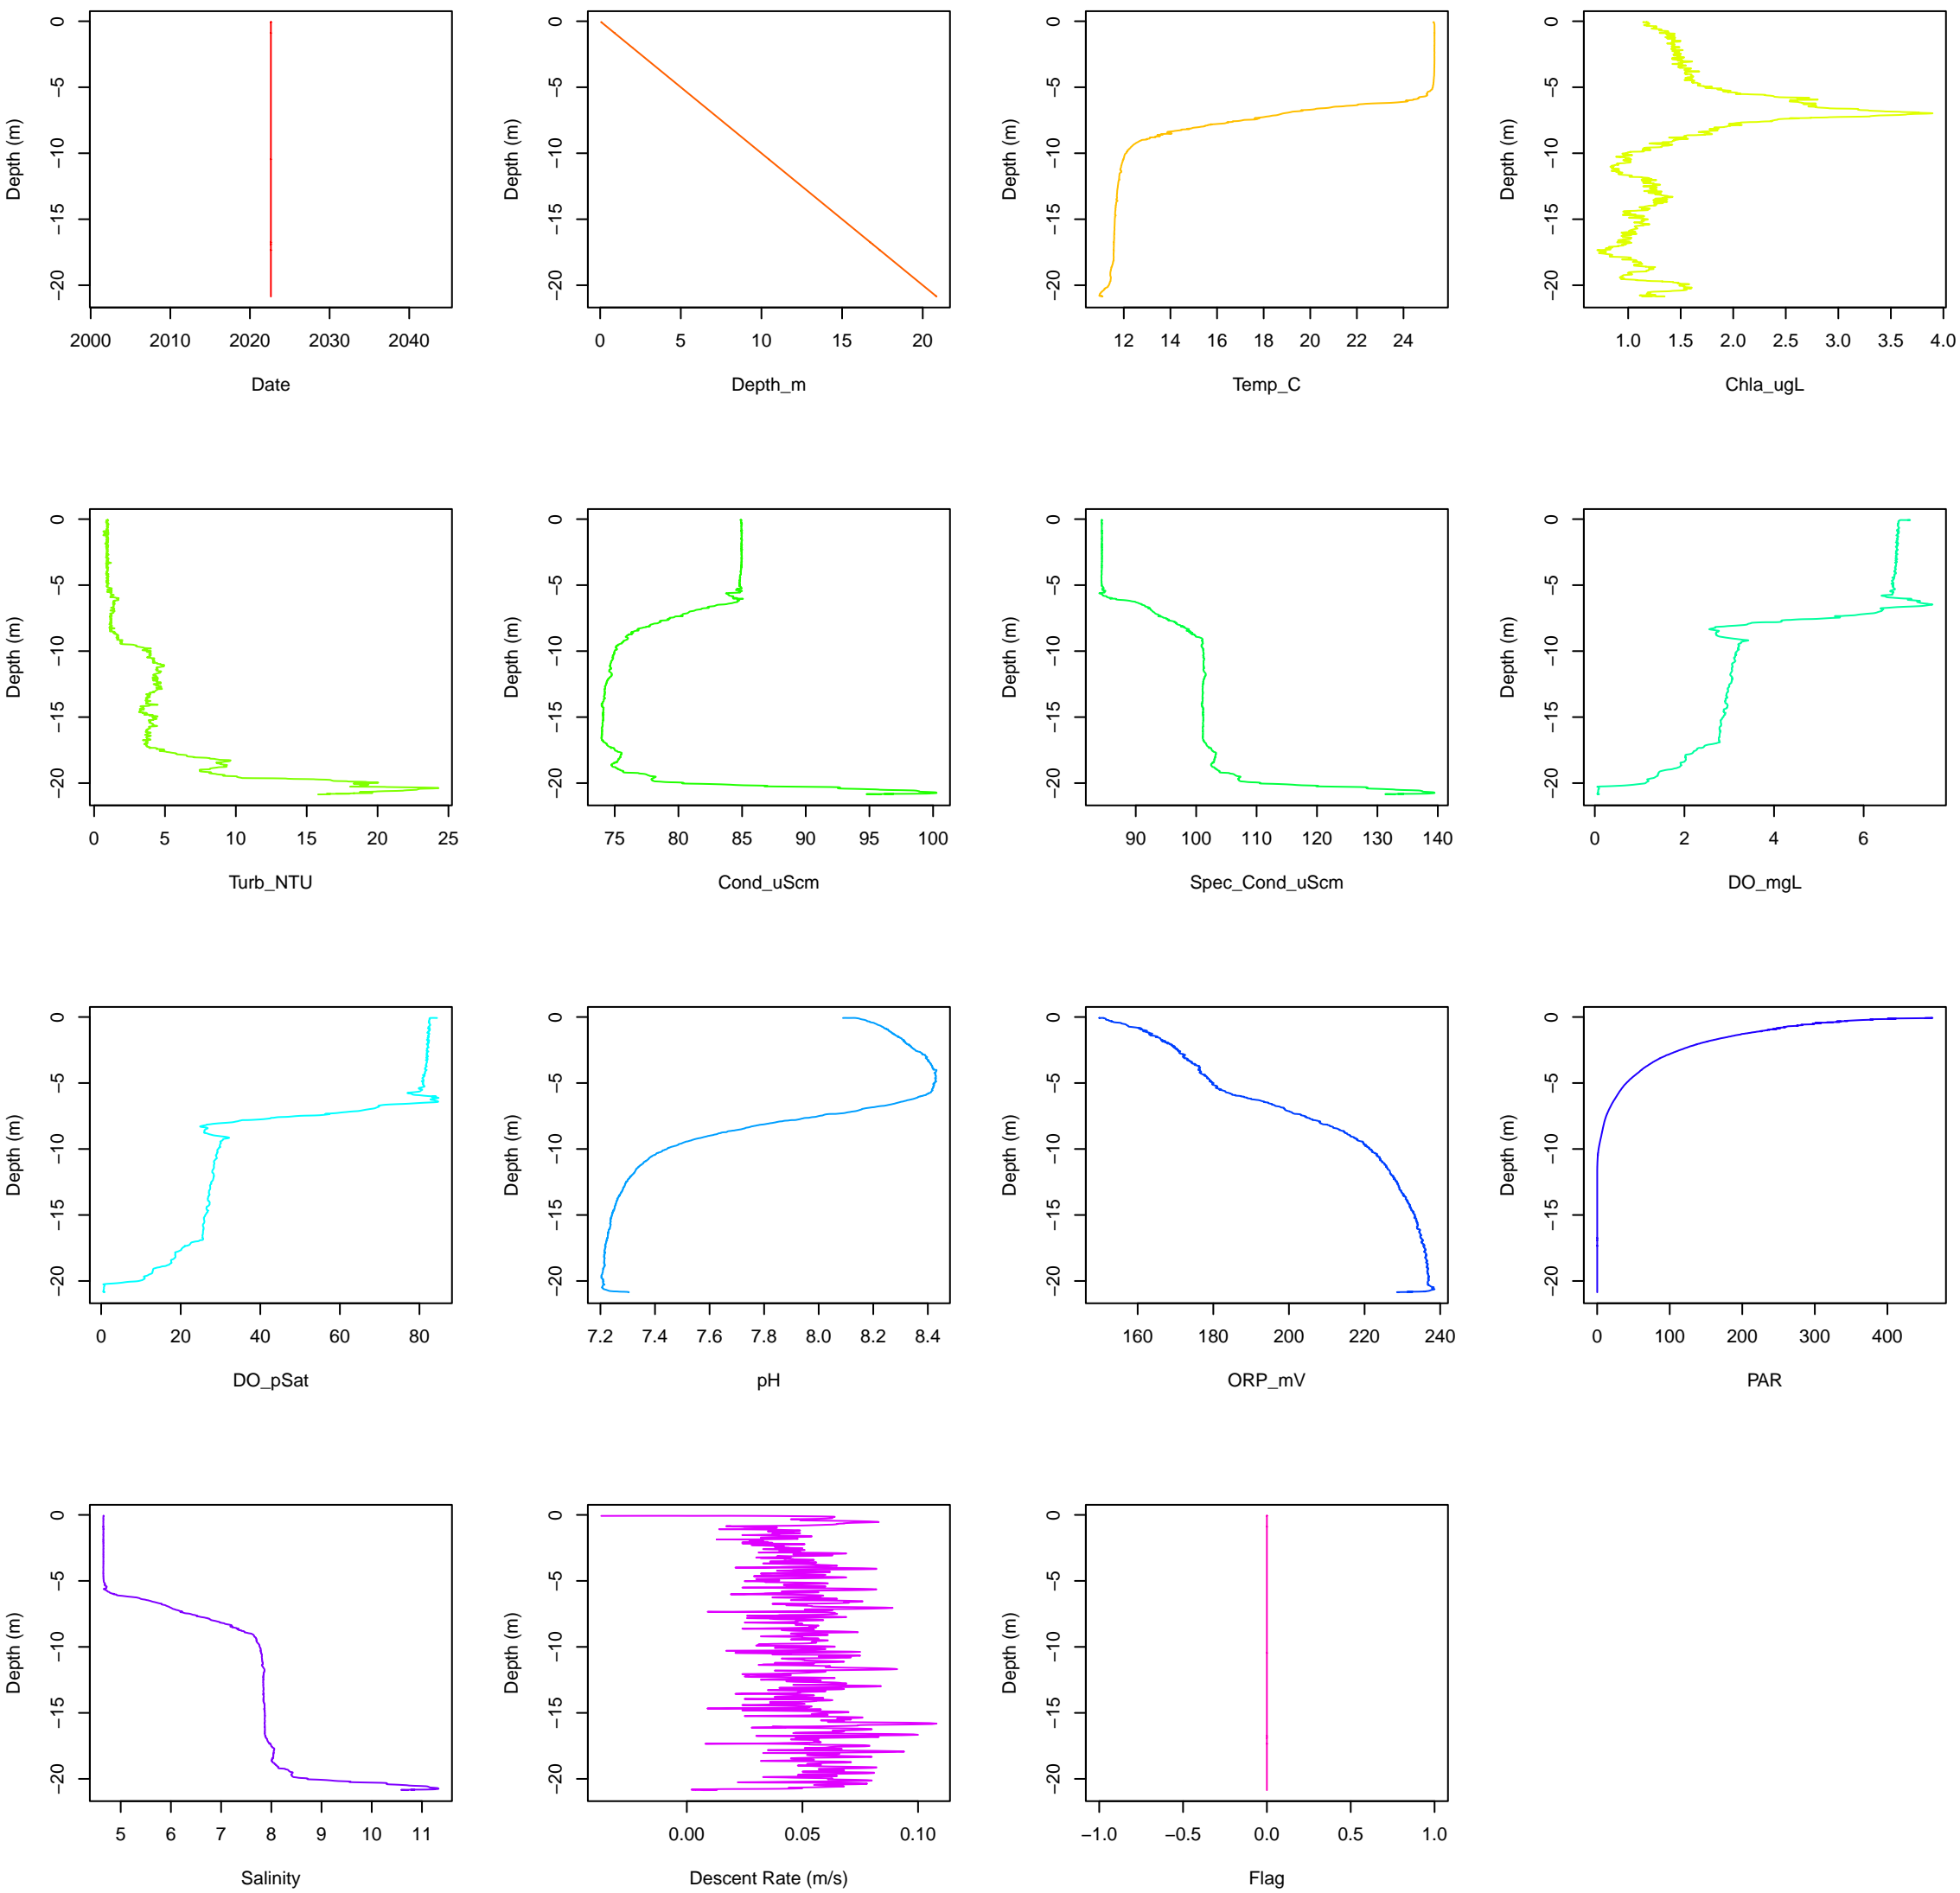 0 −5 −10 −15 −20
Depth (m)
2000 2010 2020 2030 2040
Date
0 −5 −10 −15 −20
Depth (m)
0 5 10 15 20
Depth_m
0 −5 −10 −15 −20
Depth (m)
12 14 16 18 20 22 24
Temp_C
0 −5 −10 −15 −20
Depth (m)
1.0 1.5 2.0 2.5 3.0 3.5 4.0
Chla_ugL
0 −5 −10 −15 −20
Depth (m)
0 5 10 15 20 25
Turb_NTU
0 −5 −10 −15 −20
Depth (m)
75 80 85 90 95 100
Cond_uScm
0 −5 −10 −15 −20
Depth (m)
90 100 110 120 130 140
Spec_Cond_uScm
0 −5 −10 −15 −20
Depth (m)
0 2 4 6
DO_mgL
0 −5 −10 −15 −20
Depth (m)
0 20 40 60 80
DO_pSat
0 −5 −10 −15 −20
Depth (m)
7.2 7.4 7.6 7.8 8.0 8.2 8.4
pH
0 −5 −10 −15 −20
Depth (m)
160 180 200 220 240
ORP_mV
0 −5 −10 −15 −20
Depth (m)
0 100 200 300 400
PAR
0 −5 −10 −15 −20
Depth (m)
5 6 7 8 9 10 11
Salinity
0 −5 −10 −15 −20
Depth (m)
0.00 0.05 0.10
Descent Rate (m/s)
0 −5 −10 −15 −20
Depth (m)
−1.0 −0.5 0.0 0.5 1.0
Flag